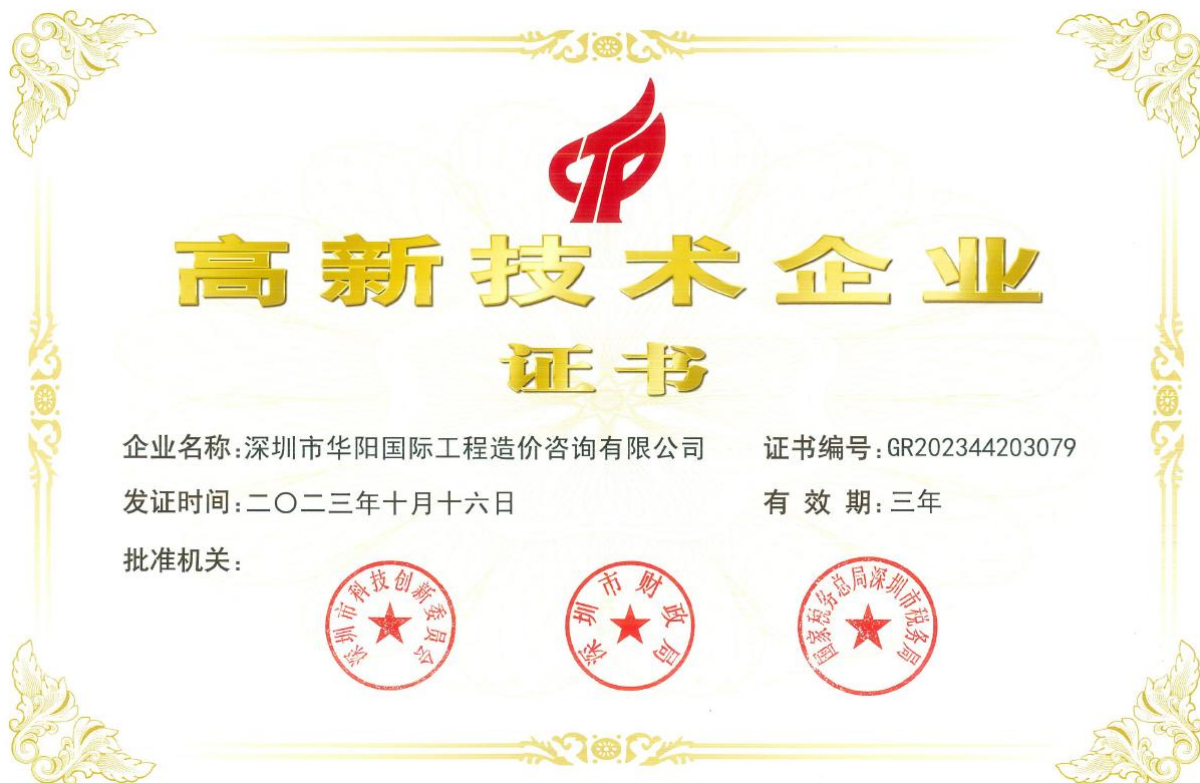 高新技术企业
证书
企业名称:深圳市华阳国际工程造价咨询有限公司 证书编号:GR202344203079
发证时间:二〇二三年十月十六日 有效期:三年
批准机关:
深圳市科技创新委员会 深圳市财政局 国家税务总局深圳市税务局